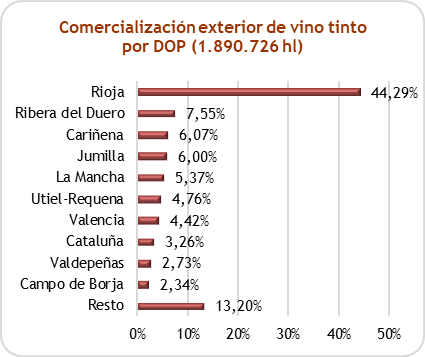 Comercialización exterior de vino tinto
por DOP (1.890.726 hl)
Rioja 44,29%
Ribera del Duero 7,55%
Cariñena 6,07%
Jumilla 6,00%
La Mancha 5,37%
Utiel-Requena 4,76%
Valencia 4,42%
Cataluña 3,26%
Valdepeñas 2,73%
Campo de Borja 2,34%
Resto 13,20%
0% 10% 20% 30% 40% 50%